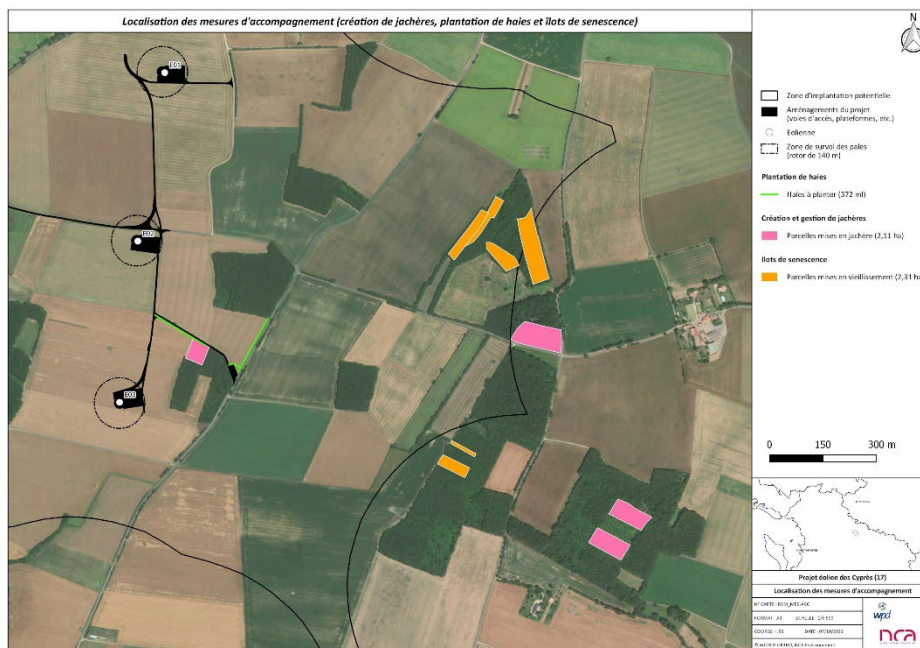 Localisation des mesures d'accompagnement (création de jachères, plantation de haies et îlots de senescence)
N
E01
E02
E03
Zone d'implantation potentielle
Aménagements du projet
(voies d'accès, plateformes, etc.)
Eolienne
Zone de survol des pales
(rotor de 140 m)
Plantation de haies
Haies à planter (372 ml)
Création et gestion de jachères
Parcelles mises en jachère (2,11 ha)
Ilots de senescence
Parcelles mises en vieillissement (2,31 ha
0 150 300 m
Projet éolien des Cyprès (17)
Localisation des mesures d'accompagnement
wpd
nca